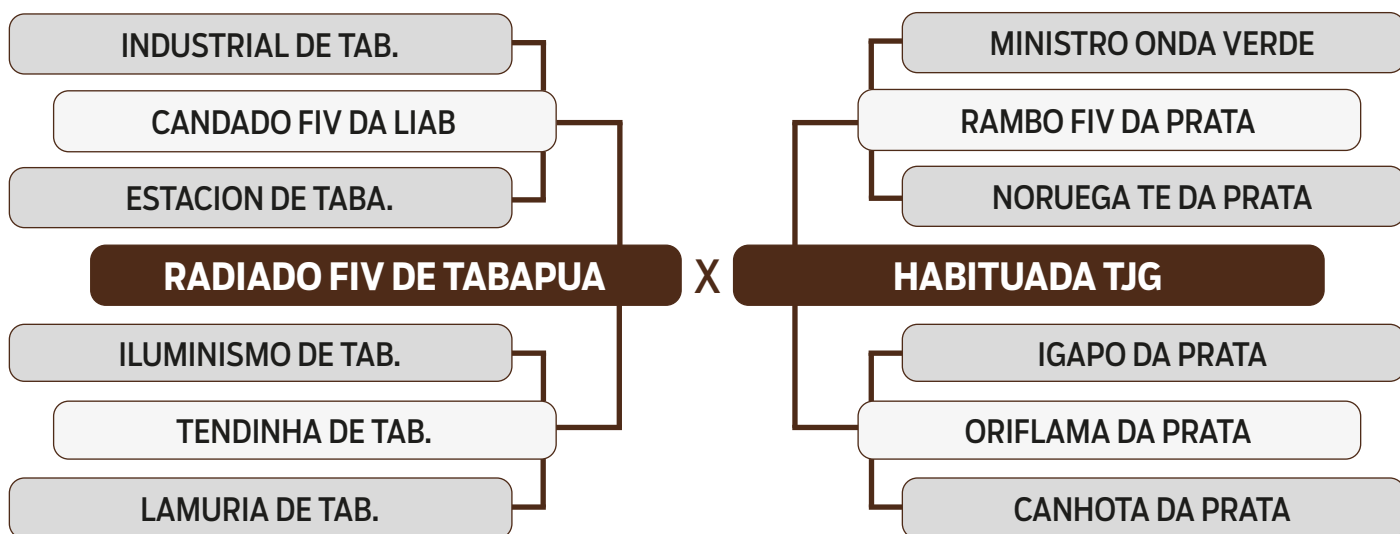 INDUSTRIAL DE TAB.
CANDADO FIV DA LIAB
ESTACION DE TABA.
RADIADO FIV DE TABAPUA
ILUMINISMO DE TAB.
TENDINHA DE TAB.
LAMURIA DE TAB.
X
MINISTRO ONDA VERDE
RAMBO FIV DA PRATA
NORUEGA TE DA PRATA
HABITUADA TJG
IGAPO DA PRATA
ORIFLAMA DA PRATA
CANHOTA DA PRATA